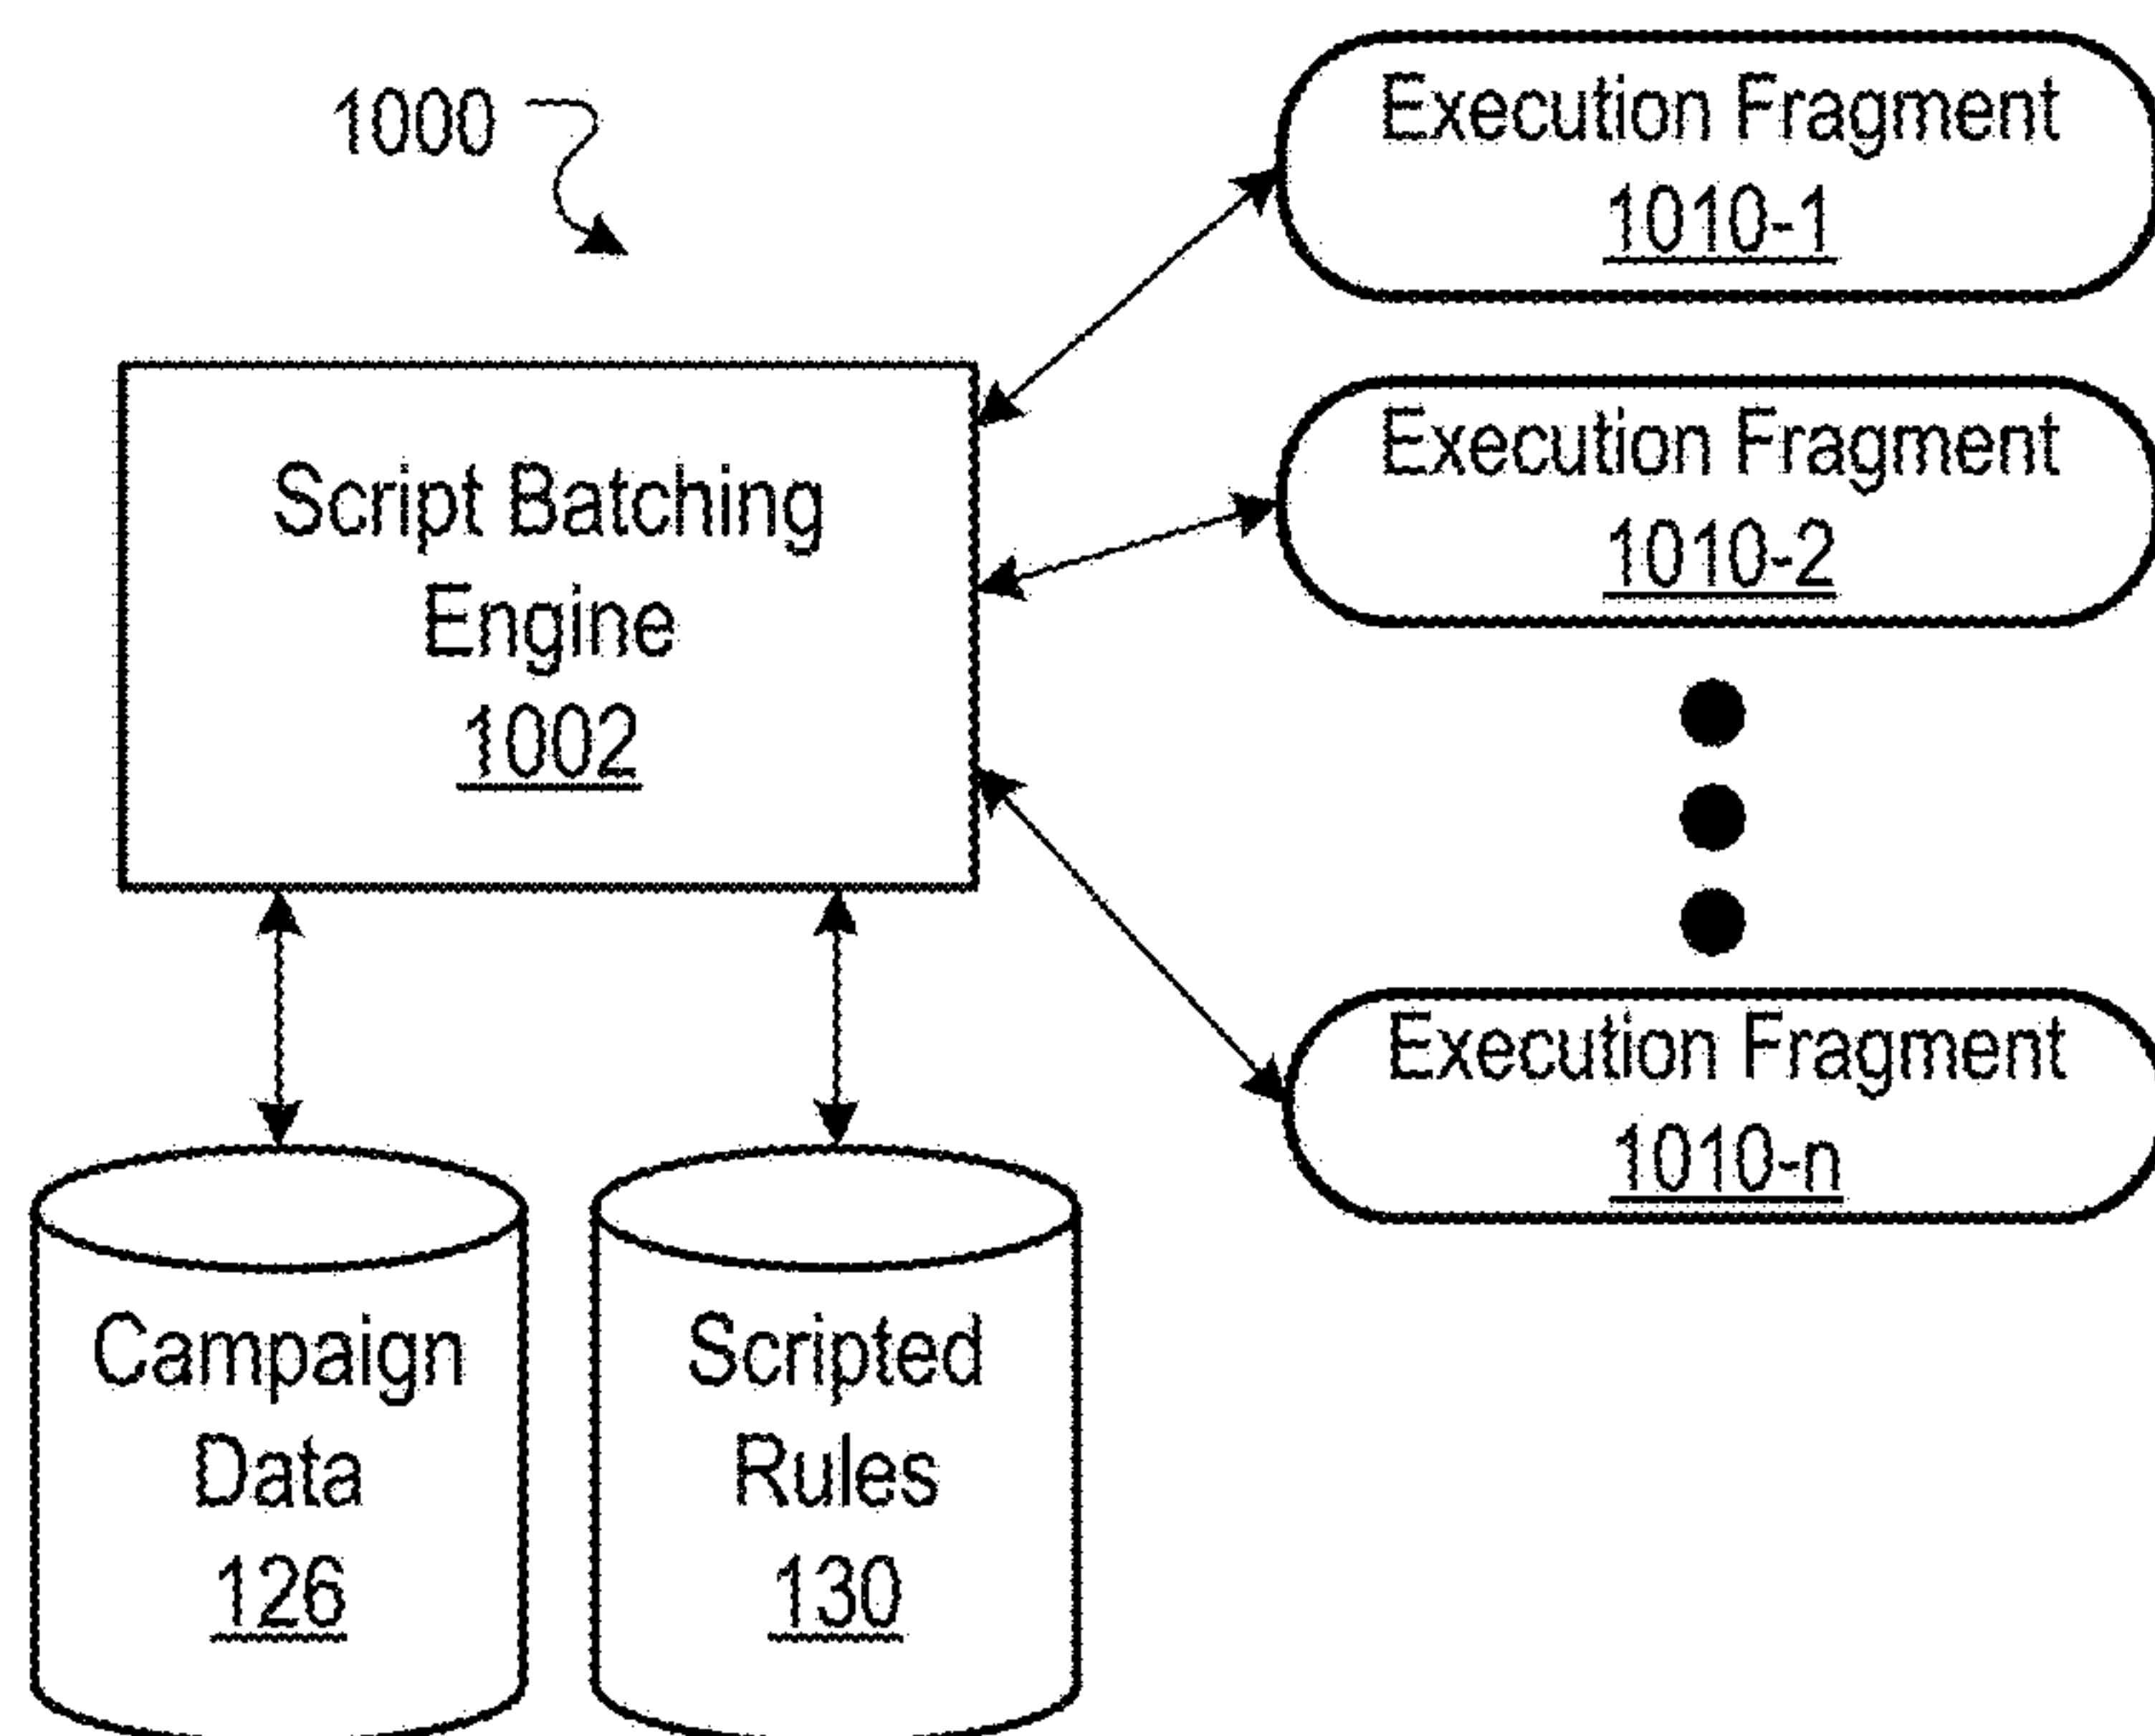 1000
Execution Fragment
1010-1
Execution Fragment
1010-2
Script Batching
Engine
1002
Execution Fragment
1010-n
Campaign
Data
126
Scripted
Rules
130